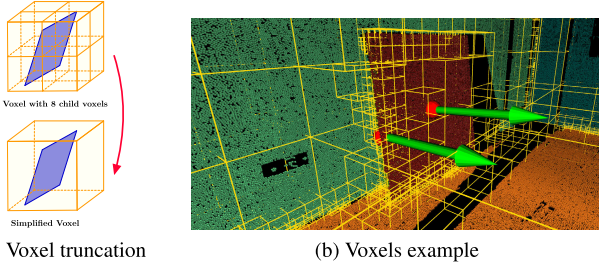 Voxel with 8 child voxels
Simplified Voxel
Voxel truncation
(b) Voxels example